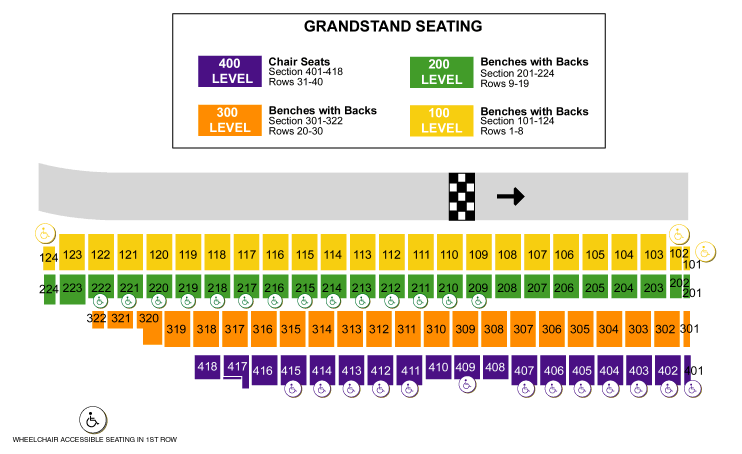 GRANDSTAND SEATING
400 LEVEL
Chair Seats
Section 401-418
Rows 31-40
200 LEVEL
Benches with Backs
Section 201-224
Rows 9-19
300 LEVEL
Benches with Backs
Section 301-322
Rows 20-30
100 LEVEL
Benches with Backs
Section 101-124
Rows 1-8
124 123 122 121 120 119 118 117 116 115 114 113 112 111 110 109 108 107 106 105 104 103 102 101
224 223 222 221 220 219 218 217 216 215 214 213 212 211 210 209 208 207 206 205 204 203 202 201
322 321 320 319 318 317 316 315 314 313 312 311 310 309 308 307 306 305 304 303 302 301
418 417 416 415 414 413 412 411 410 409 408 407 406 405 404 403 402 401
WHEELCHAIR ACCESSIBLE SEATING IN 1ST ROW